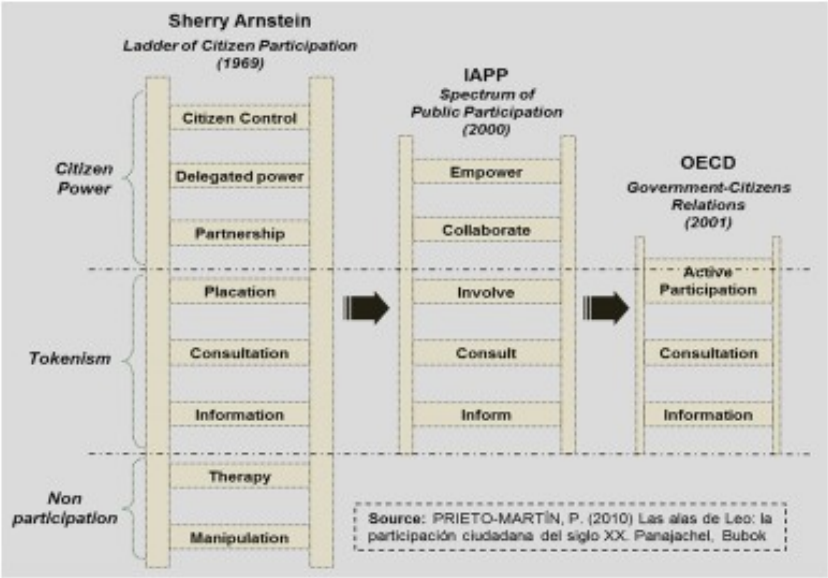 Sherry Arnstein
Ladder of Citizen Participation
(1969)
Citizen
Power
Tokenism
Non
participation
Citizen Control
Delegated power
Partnership
Placation
Consultation
Information
Therapy
Manipulation
IAPP
Spectrum of
Public Participation
(2000)
Empower
Collaborate
Involve
Consult
Inform
OECD
Government-Citizens
Relations
(2001)
Active
Participation
Consultation
Information
Source: PRIETO-MARTÍN, P. (2010) Las alas de Leo: la
participación ciudadana del siglo XX. Panajachel, Bubok